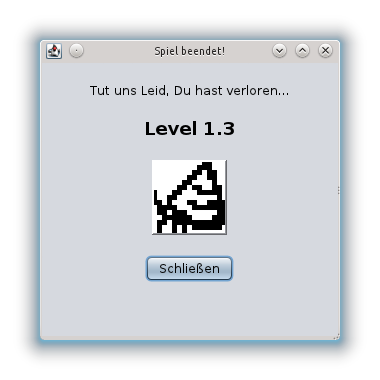 Spiel beendet!
Tut uns Leid, Du hast verloren...
Level 1.3
Schließen